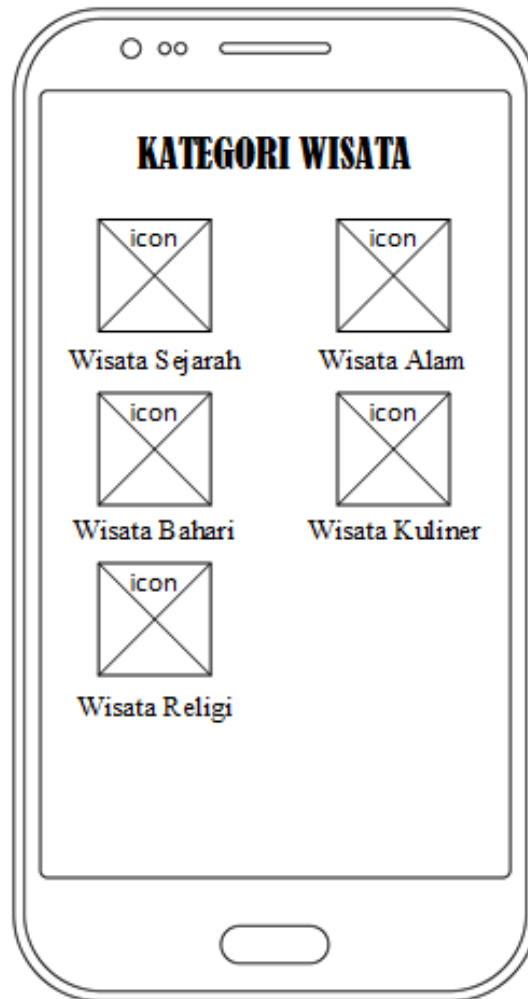 KATEGORI WISATA
icon icon
Wisata Sejarah Wisata Alam
icon icon
Wisata Bahari Wisata Kuliner
icon
Wisata Religi